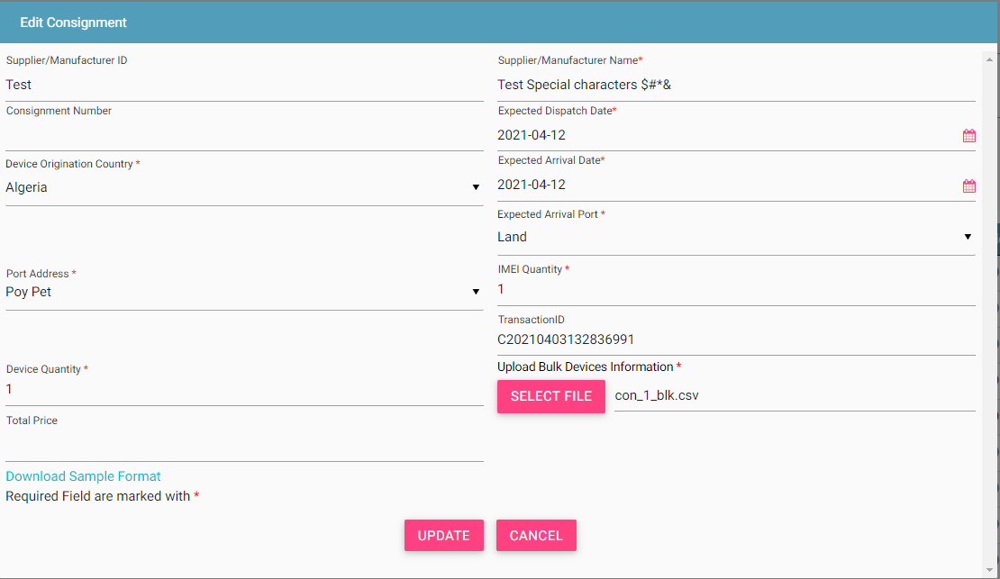 Edit Consignment
Supplier/Manufacturer ID
Test
Supplier/Manufacturer Name*
Test Special characters $#*&
Consignment Number
Expected Dispatch Date*
2021-04-12
Device Origination Country *
Algeria
Expected Arrival Date*
2021-04-12
Expected Arrival Port *
Land
Port Address *
Poy Pet
IMEI Quantity *
1
TransactionID
C20210403132836991
Device Quantity *
1
Upload Bulk Devices Information *
SELECT FILE con_1_blk.csv
Total Price
Download Sample Format
Required Field are marked with *
UPDATE CANCEL